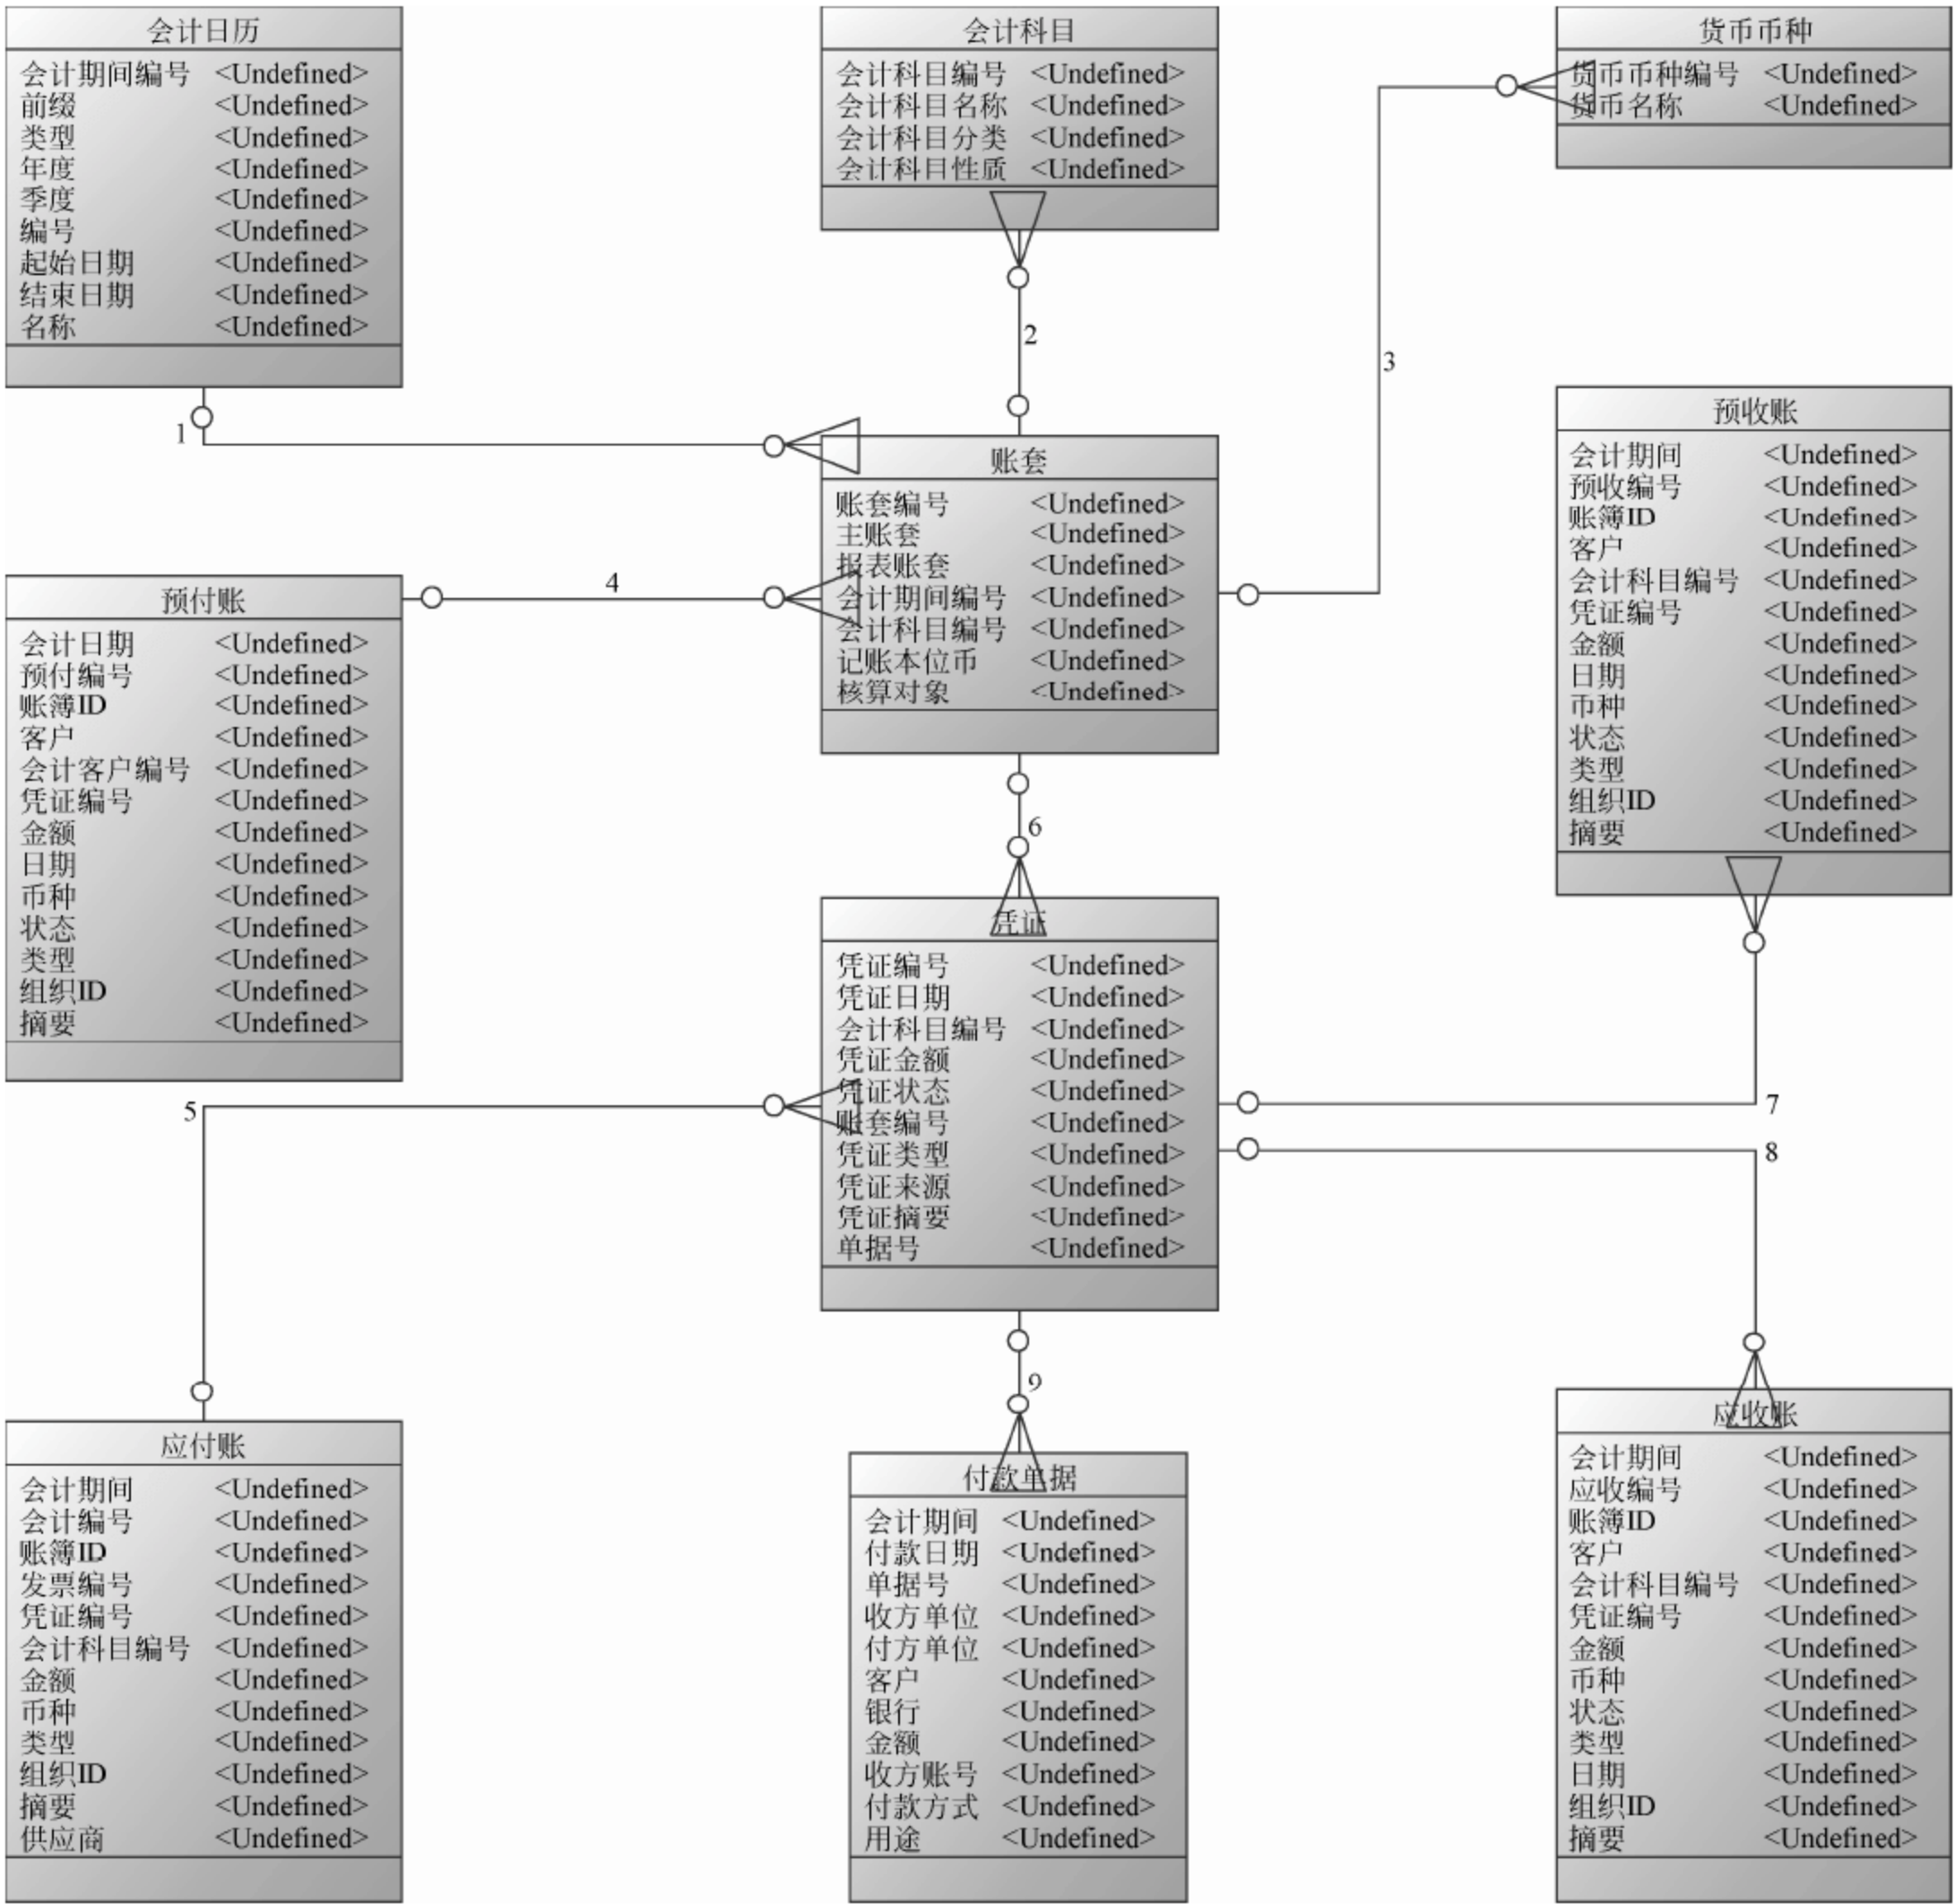 会计日历
会计期间编号 <Undefined>
前缀 <Undefined>
类型 <Undefined>
年度 <Undefined>
季度 <Undefined>
编号 <Undefined>
起始日期 <Undefined>
结束日期 <Undefined>
名称 <Undefined>
会计科目
会计科目编号 <Undefined>
会计科目名称 <Undefined>
会计科目分类 <Undefined>
会计科目性质 <Undefined>
货币币种
货币币种编号 <Undefined>
货币名称 <Undefined>
1
2
3
账套
账套编号 <Undefined>
主账套 <Undefined>
报表账套 <Undefined>
会计期间编号 <Undefined>
会计科目编号 <Undefined>
记账本位币 <Undefined>
核算对象 <Undefined>
预收账
会计期间 <Undefined>
预收编号 <Undefined>
账簿ID <Undefined>
客户 <Undefined>
会计科目编号 <Undefined>
凭证编号 <Undefined>
金额 <Undefined>
日期 <Undefined>
币种 <Undefined>
状态 <Undefined>
类型 <Undefined>
组织ID <Undefined>
摘要 <Undefined>
4
预付账
会计日期 <Undefined>
预付编号 <Undefined>
账簿ID <Undefined>
客户 <Undefined>
会计客户编号 <Undefined>
凭证编号 <Undefined>
金额 <Undefined>
日期 <Undefined>
币种 <Undefined>
状态 <Undefined>
类型 <Undefined>
组织ID <Undefined>
摘要 <Undefined>
6
凭证
凭证编号 <Undefined>
凭证日期 <Undefined>
会计科目编号 <Undefined>
凭证金额 <Undefined>
凭证状态 <Undefined>
账套编号 <Undefined>
凭证类型 <Undefined>
凭证来源 <Undefined>
凭证摘要 <Undefined>
单据号 <Undefined>
5
7
8
9
应付账
会计期间 <Undefined>
会计编号 <Undefined>
账簿ID <Undefined>
发票编号 <Undefined>
凭证编号 <Undefined>
会计科目编号 <Undefined>
金额 <Undefined>
币种 <Undefined>
类型 <Undefined>
组织ID <Undefined>
摘要 <Undefined>
供应商 <Undefined>
付款单据
会计期间 <Undefined>
付款日期 <Undefined>
单据号 <Undefined>
收方单位 <Undefined>
付方单位 <Undefined>
客户 <Undefined>
银行 <Undefined>
金额 <Undefined>
收方账号 <Undefined>
付款方式 <Undefined>
用途 <Undefined>
应收账
会计期间 <Undefined>
应收编号 <Undefined>
账簿ID <Undefined>
客户 <Undefined>
会计科目编号 <Undefined>
凭证编号 <Undefined>
金额 <Undefined>
币种 <Undefined>
状态 <Undefined>
类型 <Undefined>
日期 <Undefined>
组织ID <Undefined>
摘要 <Undefined>